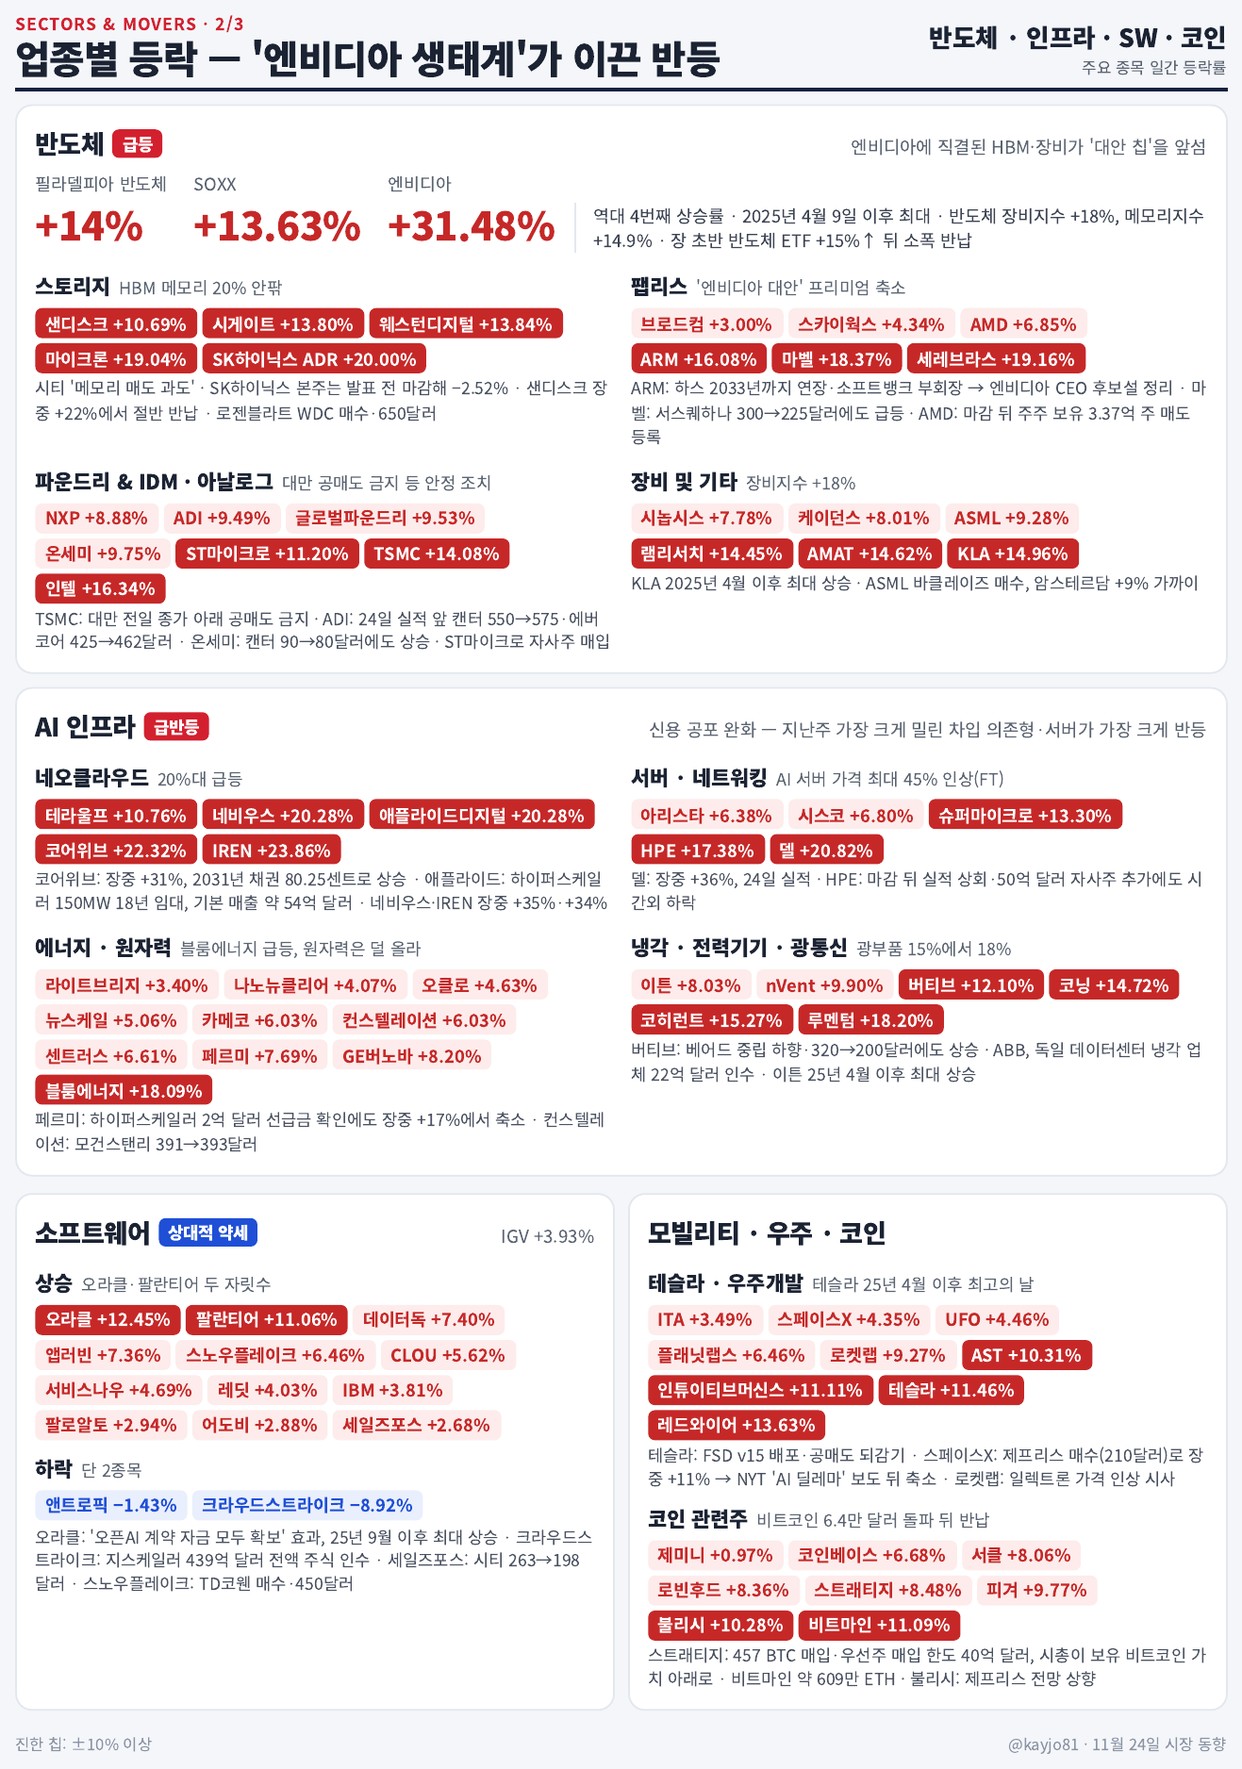 SECTORS & MOVERS · 2/3
업종별 등락 — '엔비디아 생태계'가 이끈 반등
반도체 · 인프라 · SW · 코인
주요 종목 일간 등락률
반도체 급등
엔비디아에 직결된 HBM·장비가 '대안 칩'을 앞섬
필라델피아 반도체 SOXX 엔비디아
+14% +13.63% +31.48%
역대 4번째 상승률 · 2025년 4월 9일 이후 최대 · 반도체 장비지수 +18%, 메모리지수
+14.9% · 장 초반 반도체 ETF +15%↑ 뒤 소폭 반납
스토리지 HBM 메모리 20% 안팎
샌디스크 +10.69% 시게이트 +13.80% 웨스턴디지털 +13.84%
마이크론 +19.04% SK하이닉스 ADR +20.00%
시티 '메모리 매도 과도' · SK하이닉스 본주는 발표 전 마감해 −2.52% · 샌디스크 장
중 +22%에서 절반 반납 · 로젠블라트 WDC 매수·650달러
팹리스 '엔비디아 대안' 프리미엄 축소
브로드컴 +3.00% 스카이웍스 +4.34% AMD +6.85%
ARM +16.08% 마벨 +18.37% 세레브라스 +19.16%
ARM: 하스 2033년까지 연장·소프트뱅크 부회장 → 엔비디아 CEO 후보설 정리 · 마
벨: 서스퀘하나 300→225달러에도 급등 · AMD: 마감 뒤 주주 보유 3.37억 주 매도
등록
파운드리 & IDM · 아날로그 대만 공매도 금지 등 안정 조치
NXP +8.88% ADI +9.49% 글로벌파운드리 +9.53%
온세미 +9.75% ST마이크로 +11.20% TSMC +14.08%
인텔 +16.34%
TSMC: 대만 전일 종가 아래 공매도 금지 · ADI: 24일 실적 앞 캔터 550→575·에버
코어 425→462달러 · 온세미: 캔터 90→80달러에도 상승 · ST마이크로 자사주 매입
장비 및 기타 장비지수 +18%
시놉시스 +7.78% 케이던스 +8.01% ASML +9.28%
램리서치 +14.45% AMAT +14.62% KLA +14.96%
KLA 2025년 4월 이후 최대 상승 · ASML 바클레이즈 매수, 암스테르담 +9% 가까이
AI 인프라 급반등
신용 공포 완화 — 지난주 가장 크게 밀린 차입 의존형·서버가 가장 크게 반등
네오클라우드 20%대 급등
테라울프 +10.76% 네비우스 +20.28% 애플라이드디지털 +20.28%
코어위브 +22.32% IREN +23.86%
코어위브: 장중 +31%, 2031년 채권 80.25센트로 상승 · 애플라이드: 하이퍼스케일
러 150MW 18년 임대, 기본 매출 약 54억 달러 · 네비우스·IREN 장중 +35%·+34%
서버 · 네트워킹 AI 서버 가격 최대 45% 인상(FT)
아리스타 +6.38% 시스코 +6.80% 슈퍼마이크로 +13.30%
HPE +17.38% 델 +20.82%
델: 장중 +36%, 24일 실적 · HPE: 마감 뒤 실적 상회·50억 달러 자사주 추가에도 시
간외 하락
에너지 · 원자력 블룸에너지 급등, 원자력은 덜 올라
라이트브리지 +3.40% 나노뉴클리어 +4.07% 오클로 +4.63%
뉴스케일 +5.06% 카메코 +6.03% 컨스텔레이션 +6.03%
센트러스 +6.61% 페르미 +7.69% GE버노바 +8.20%
블룸에너지 +18.09%
페르미: 하이퍼스케일러 2억 달러 선급금 확인에도 장중 +17%에서 축소 · 컨스텔레
이션: 모건스탠리 391→393달러
냉각 · 전력기기 · 광통신 광부품 15%에서 18%
이튼 +8.03% nVent +9.90% 버티브 +12.10% 코닝 +14.72%
코히런트 +15.27% 루멘텀 +18.20%
버티브: 베어드 중립 하향·320→200달러에도 상승 · ABB, 독일 데이터센터 냉각 업
체 22억 달러 인수 · 이튼 25년 4월 이후 최대 상승
소프트웨어 상대적 약세 IGV +3.93%
상승 오라클·팔란티어 두 자릿수
오라클 +12.45% 팔란티어 +11.06% 데이터독 +7.40%
앱러빈 +7.36% 스노우플레이크 +6.46% CLOU +5.62%
서비스나우 +4.69% 레딧 +4.03% IBM +3.81%
팔로알토 +2.94% 어도비 +2.88% 세일즈포스 +2.68%
하락 단 2종목
앤트로픽 −1.43% 크라우드스트라이크 −8.92%
오라클: '오픈AI 계약 자금 모두 확보' 효과, 25년 9월 이후 최대 상승 · 크라우드스
트라이크: 지스케일러 439억 달러 전액 주식 인수 · 세일즈포스: 시티 263→198
달러 · 스노우플레이크: TD코웬 매수·450달러
모빌리티 · 우주 · 코인
테슬라 · 우주개발 테슬라 25년 4월 이후 최고의 날
ITA +3.49% 스페이스X +4.35% UFO +4.46%
플래닛랩스 +6.46% 로켓랩 +9.27% AST +10.31%
인튜이티브머신스 +11.11% 테슬라 +11.46%
레드와이어 +13.63%
테슬라: FSD v15 배포·공매도 되감기 · 스페이스X: 제프리스 매수(210달러)로 장
중 +11% → NYT 'AI 딜레마' 보도 뒤 축소 · 로켓랩: 일렉트론 가격 인상 시사
코인 관련주 비트코인 6.4만 달러 돌파 뒤 반납
제미니 +0.97% 코인베이스 +6.68% 서클 +8.06%
로빈후드 +8.36% 스트래티지 +8.48% 피겨 +9.77%
불리시 +10.28% 비트마인 +11.09%
스트래티지: 457 BTC 매입·우선주 매입 한도 40억 달러, 시총이 보유 비트코인 가
치 아래로 · 비트마인 약 609만 ETH · 불리시: 제프리스 전망 상향
진한 칩: ±10% 이상
@kayjo81 · 11월 24일 시장 동향